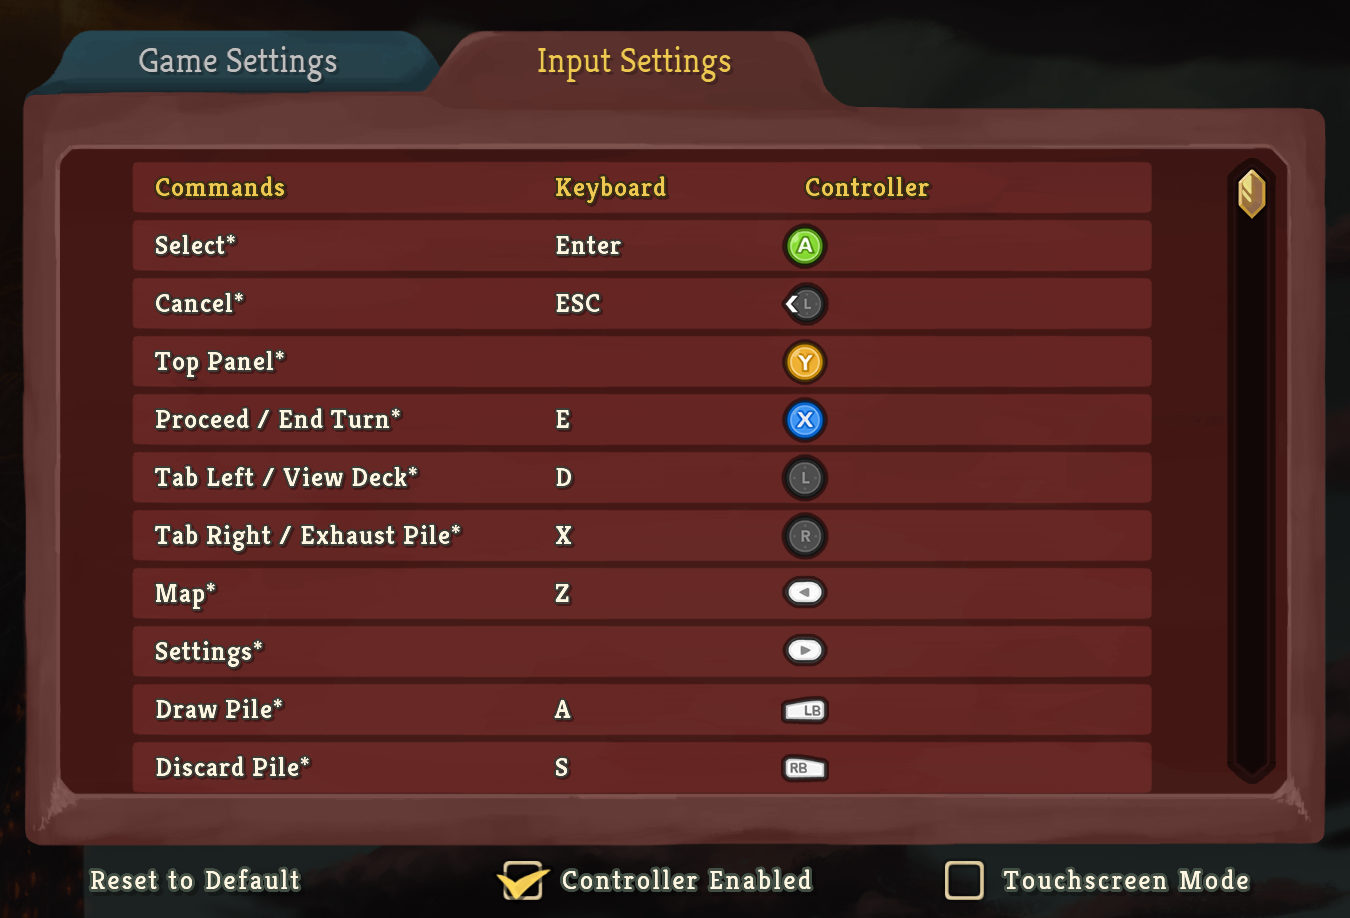 Game Settings Input Settings
Commands Keyboard Controller
Select* Enter A
Cancel* ESC L
Top Panel* Y
Proceed / End Turn* E X
Tab Left / View Deck* D L
Tab Right / Exhaust Pile* X R
Map* Z
Settings*
Draw Pile* A LB
Discard Pile* S RB
Reset to Default Controller Enabled Touchscreen Mode